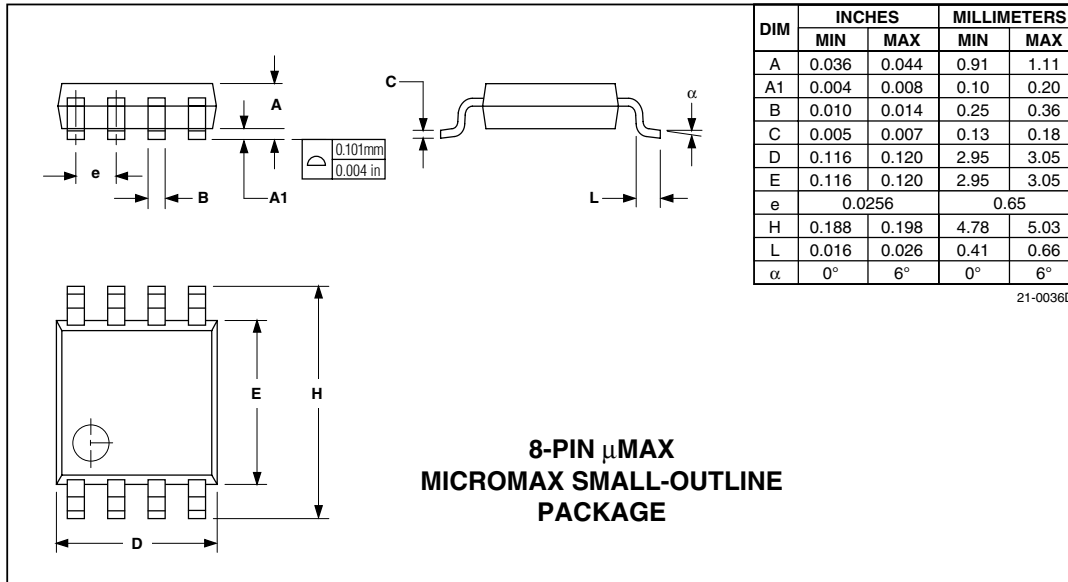 DIM INCHES MILLIMETERS
MIN MAX MIN MAX
A 0.036 0.044 0.91 1.11
A1 0.004 0.008 0.10 0.20
B 0.010 0.014 0.25 0.36
C 0.005 0.007 0.13 0.18
D 0.116 0.120 2.95 3.05
E 0.116 0.120 2.95 3.05
e 0.0256 0.65
H 0.188 0.198 4.78 5.03
L 0.016 0.026 0.41 0.66
α 0° 6° 0° 6°
21-0036D
A
C
α
0.101mm
0.004 in
e
B
A1
L
E
H
D
8-PIN μMAX
MICROMAX SMALL-OUTLINE
PACKAGE